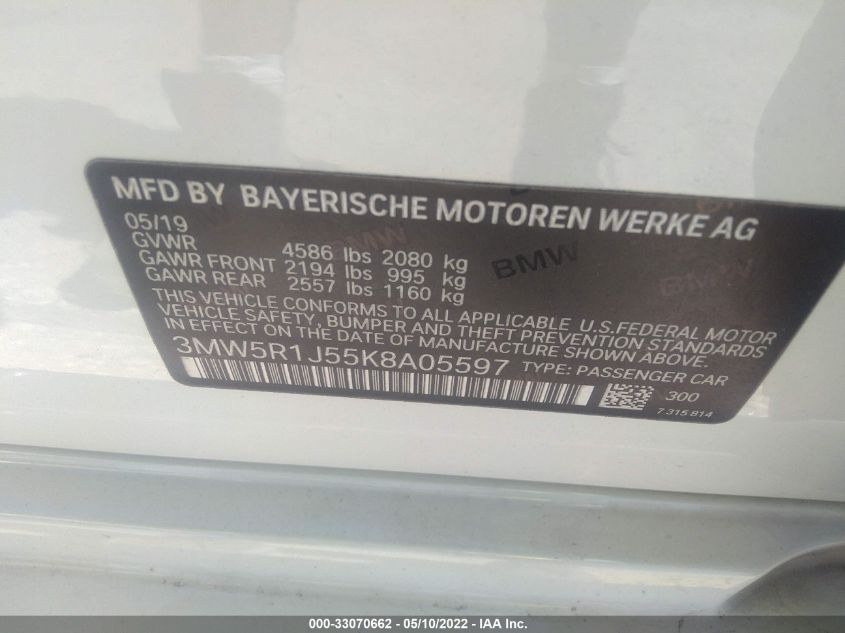 MFD BY BAYERISCHE MOTOREN WERKE AG
05/19
GVWR 4586 lbs 2080 kg
GAWR FRONT 2194 lbs 995 kg
GAWR REAR 2557 lbs 1160 kg
THIS VEHICLE CONFORMS TO ALL APPLICABLE U.S.FEDERAL MOTOR
VEHICLE SAFETY, BUMPER, AND THEFT PREVENTION STANDARDS
IN EFFECT ON THE DATE OF MANUFACTURE SHOWN ABOVE.
3MW5R1J55K8A05597 TYPE: PASSENGER CAR
300
7 315 814
BMW
BMW
BMW
000-33070662 - 05/10/2022 - IAA Inc.